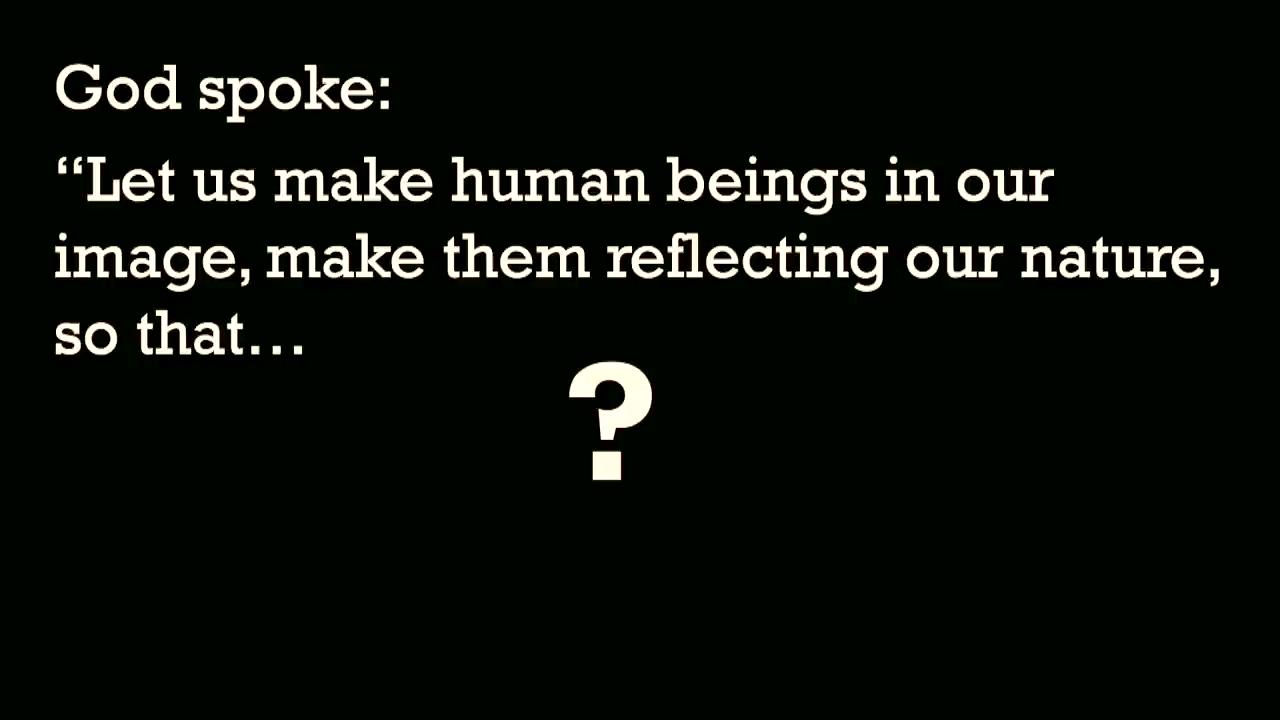 God spoke:
“Let us make human beings in our
image, make them reflecting our nature,
so that…
?